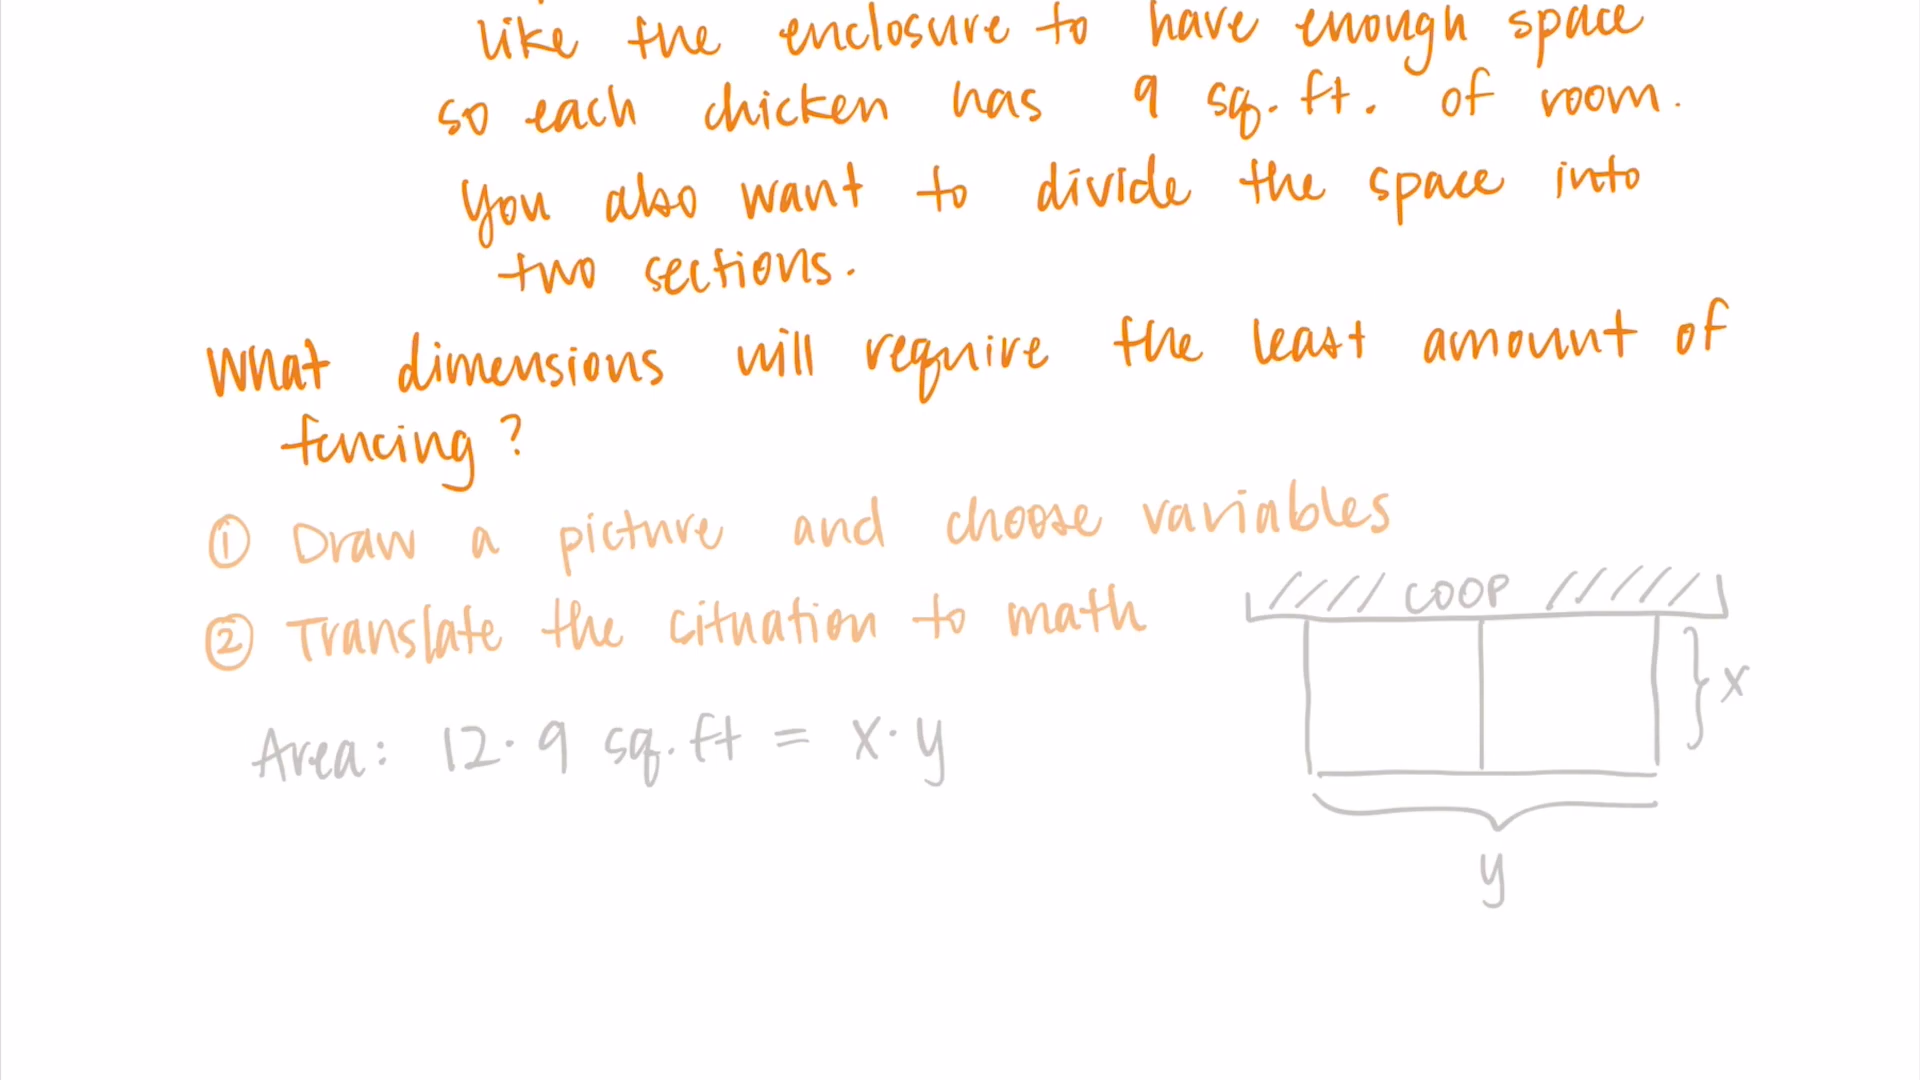 like the enclosure to have enough space
so each chicken has 9 sq. ft. of room.
You also want to divide the space into
two sections.
What dimensions will require the least amount of
fencing?
① Draw a picture and choose variables
② Translate the cituation to math
COOP
x
Area: 12·9 sq. ft = x·y
y